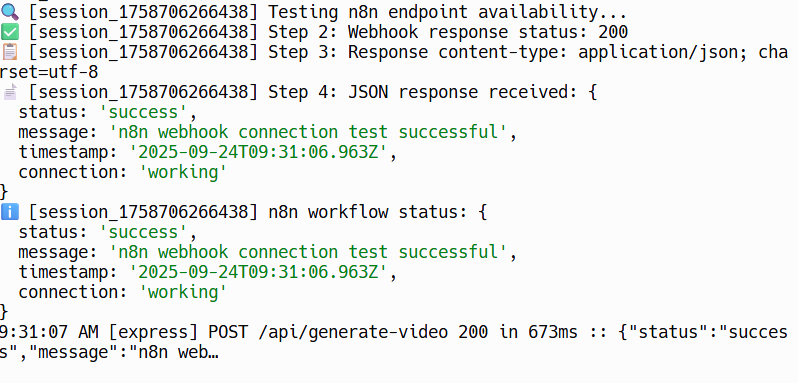 🔍 [session_1758706266438] Testing n8n endpoint availability...
✅ [session_1758706266438] Step 2: Webhook response status: 200
📋 [session_1758706266438] Step 3: Response content-type: application/json; cha
rset=utf-8
📄 [session_1758706266438] Step 4: JSON response received: {
  status: 'success',
  message: 'n8n webhook connection test successful',
  timestamp: '2025-09-24T09:31:06.963Z',
  connection: 'working'
}
ℹ️ [session_1758706266438] n8n workflow status: {
  status: 'success',
  message: 'n8n webhook connection test successful',
  timestamp: '2025-09-24T09:31:06.963Z',
  connection: 'working'
}
9:31:07 AM [express] POST /api/generate-video 200 in 673ms :: {"status":"succes
s","message":"n8n web…